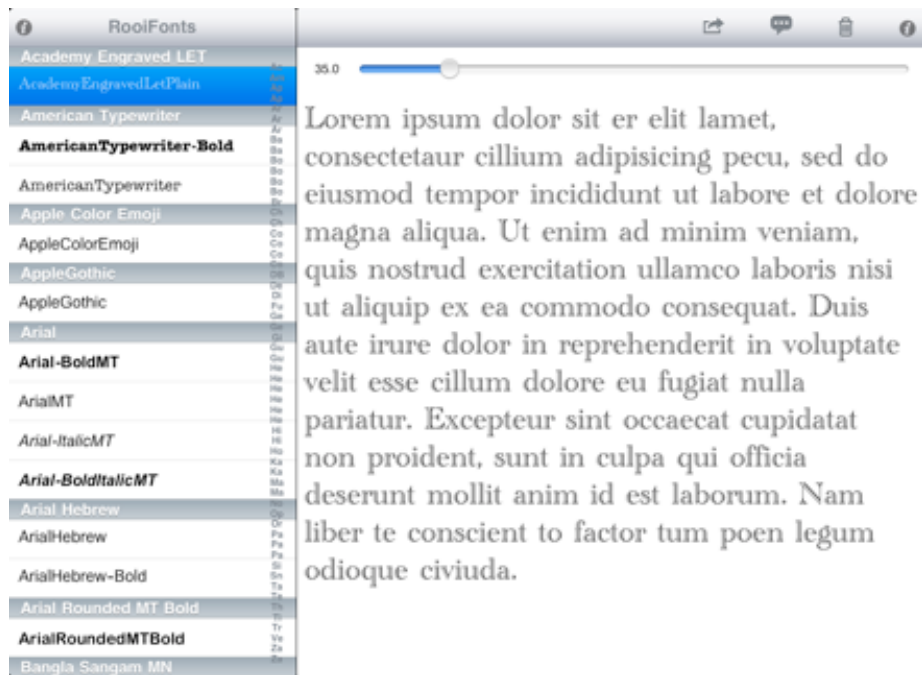 RooiFonts
Academy Engraved LET
AcademyEngravedLetPlain
American Typewriter
AmericanTypewriter-Bold
AmericanTypewriter
Apple Color Emoji
AppleColorEmoji
AppleGothic
AppleGothic
Arial
Arial-BoldMT
ArialMT
Arial-ItalicMT
Arial-BoldItalicMT
Arial Hebrew
ArialHebrew
ArialHebrew-Bold
Arial Rounded MT Bold
ArialRoundedMTBold
Bangla Sangam MN
35.0
Lorem ipsum dolor sit er elit lamet,
consectetaur cillium adipisicing pecu, sed do
eiusmod tempor incididunt ut labore et dolore
magna aliqua. Ut enim ad minim veniam,
quis nostrud exercitation ullamco laboris nisi
ut aliquip ex ea commodo consequat. Duis
aute irure dolor in reprehenderit in voluptate
velit esse cillum dolore eu fugiat nulla
pariatur. Excepteur sint occaecat cupidatat
non proident, sunt in culpa qui officia
deserunt mollit anim id est laborum. Nam
liber te conscient to factor tum poen legum
odioque civiuda.